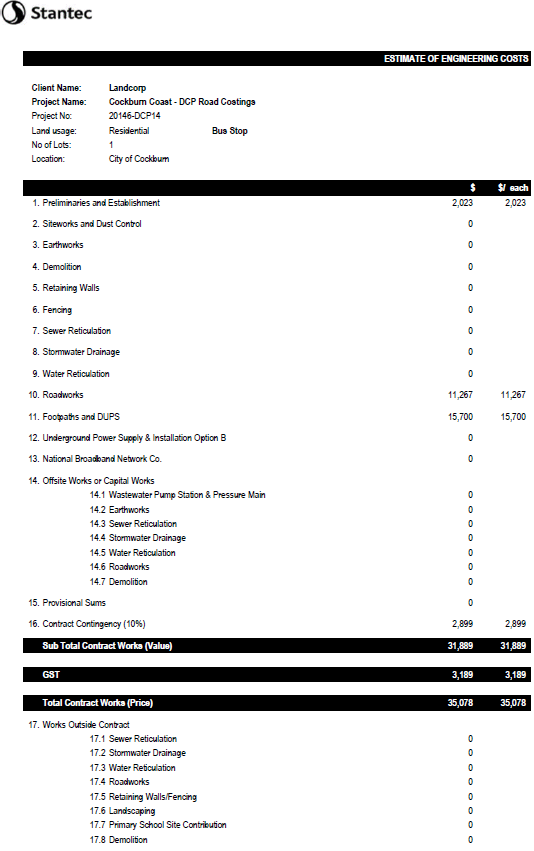 Stantec
ESTIMATE OF ENGINEERING COSTS
Client Name: Landcorp
Project Name: Cockburn Coast - DCP Road Costings
Project No: 20146-DCP14
Land usage: Residential Bus Stop
No of Lots: 1
Location: City of Cockburn
$ $/ each
1. Preliminaries and Establishment 2,023 2,023
2. Siteworks and Dust Control 0
3. Earthworks 0
4. Demolition 0
5. Retaining Walls 0
6. Fencing 0
7. Sewer Reticulation 0
8. Stormwater Drainage 0
9. Water Reticulation 0
10. Roadworks 11,267 11,267
11. Footpaths and DUPS 15,700 15,700
12. Underground Power Supply & Installation Option B 0
13. National Broadband Network Co. 0
14. Offsite Works or Capital Works
14.1 Wastewater Pump Station & Pressure Main 0
14.2 Earthworks 0
14.3 Sewer Reticulation 0
14.4 Stormwater Drainage 0
14.5 Water Reticulation 0
14.6 Roadworks 0
14.7 Demolition 0
15. Provisional Sums 0
16. Contract Contingency (10%) 2,899 2,899
Sub Total Contract Works (Value) 31,889 31,889
GST 3,189 3,189
Total Contract Works (Price) 35,078 35,078
17. Works Outside Contract
17.1 Sewer Reticulation 0
17.2 Stormwater Drainage 0
17.3 Water Reticulation 0
17.4 Roadworks 0
17.5 Retaining Walls/Fencing 0
17.6 Landscaping 0
17.7 Primary School Site Contribution 0
17.8 Demolition 0